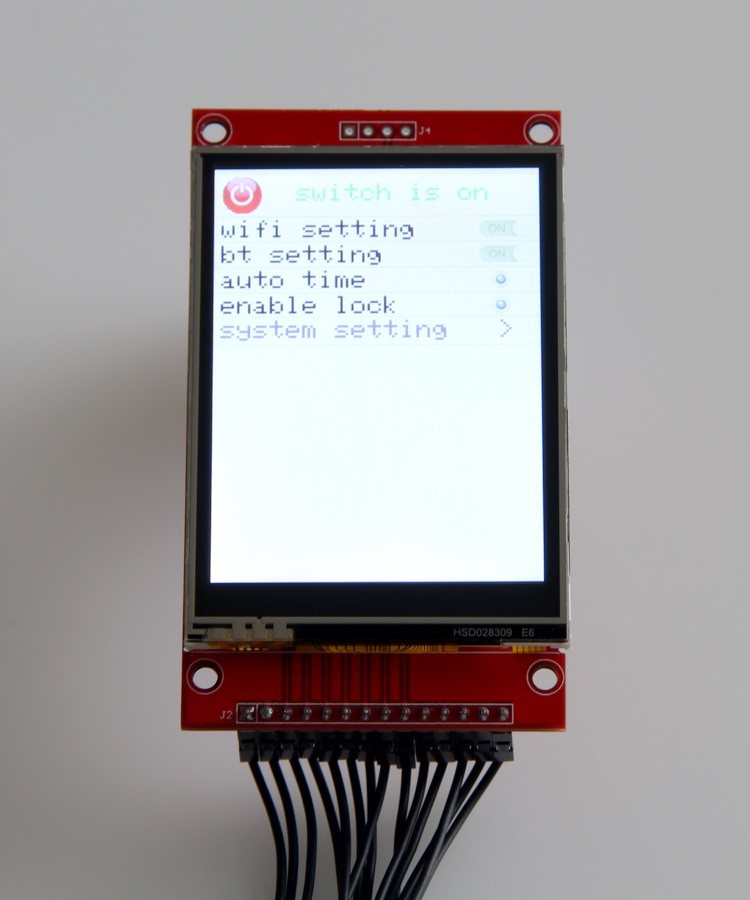 J4
switch is on
wifi setting ON
bt setting ON
auto time
enable lock
system setting >
HSD028309 E6
J2